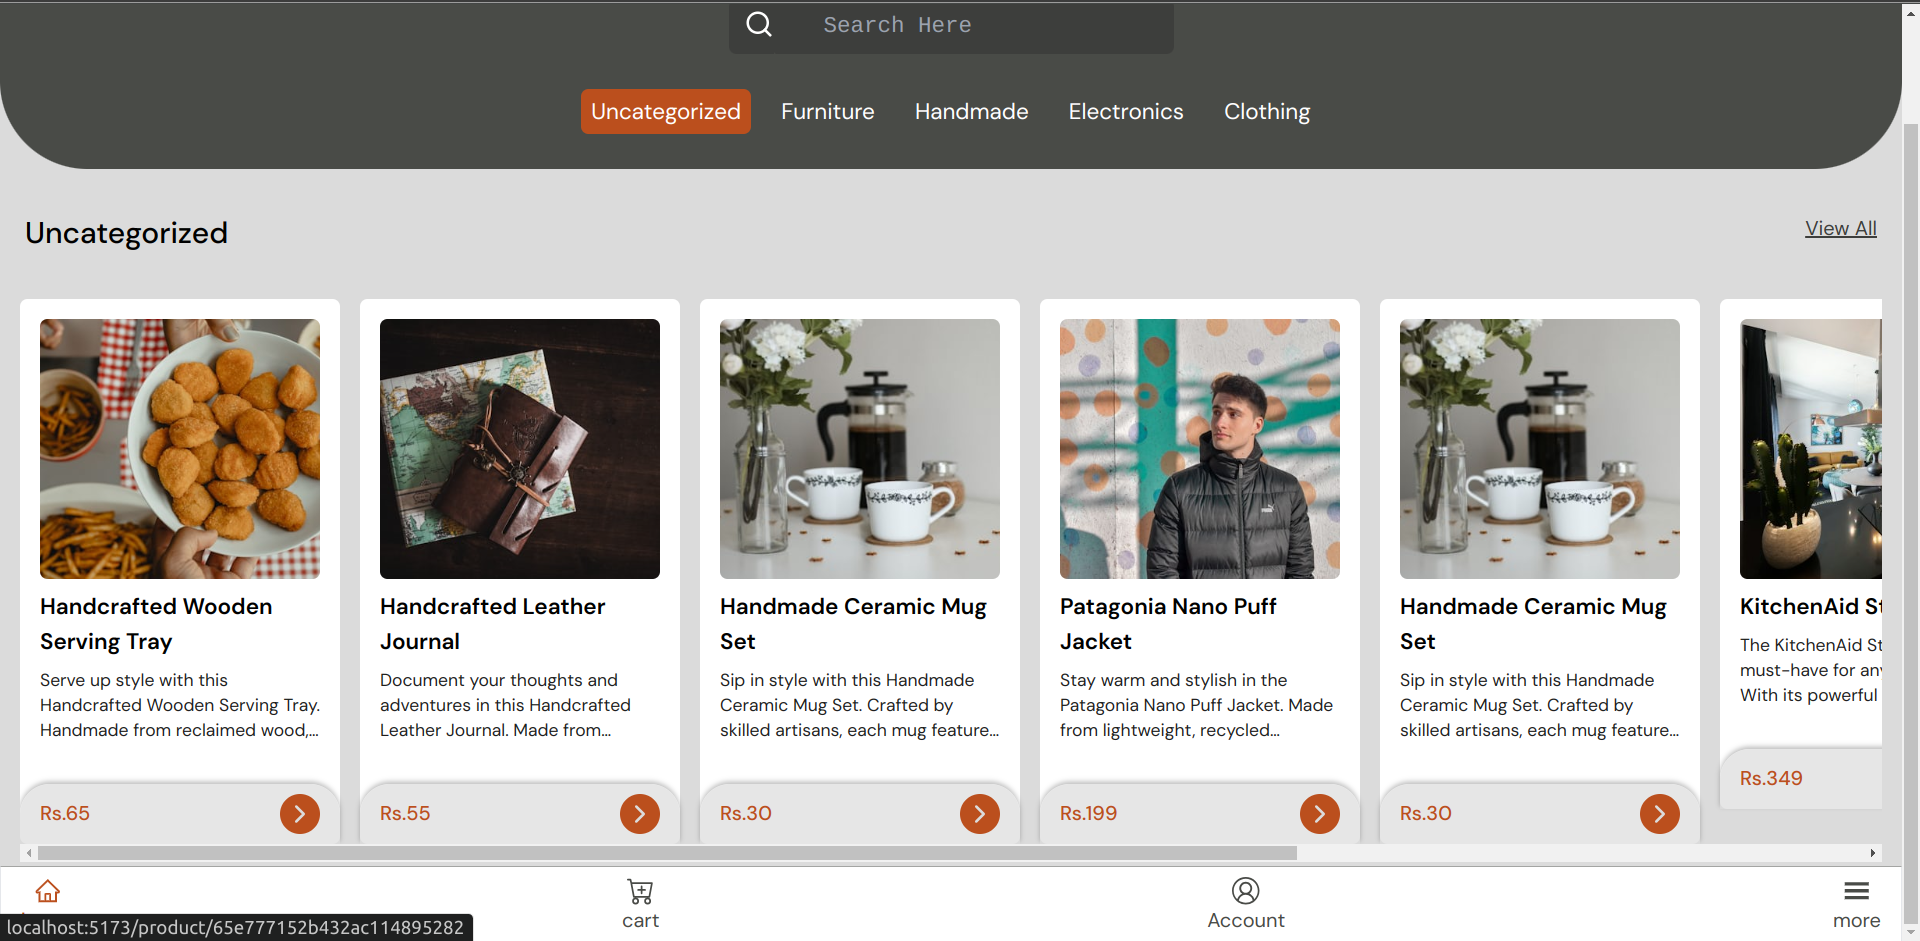 Search Here
Uncategorized
Furniture
Handmade
Electronics
Clothing
Uncategorized
View All
Handcrafted Wooden
Serving Tray
Serve up style with this
Handcrafted Wooden Serving Tray.
Handmade from reclaimed wood,...
Rs.65
Handcrafted Leather
Journal
Document your thoughts and
adventures in this Handcrafted
Leather Journal. Made from...
Rs.55
Handmade Ceramic Mug
Set
Sip in style with this Handmade
Ceramic Mug Set. Crafted by
skilled artisans, each mug feature...
Rs.30
Patagonia Nano Puff
Jacket
Stay warm and stylish in the
Patagonia Nano Puff Jacket. Made
from lightweight, recycled...
Rs.199
Handmade Ceramic Mug
Set
Sip in style with this Handmade
Ceramic Mug Set. Crafted by
skilled artisans, each mug feature...
Rs.30
KitchenAid St
The KitchenAid St
must-have for any
With its powerful
Rs.349
cart
Account
more
localhost:5173/product/65e777152b432ac114895282